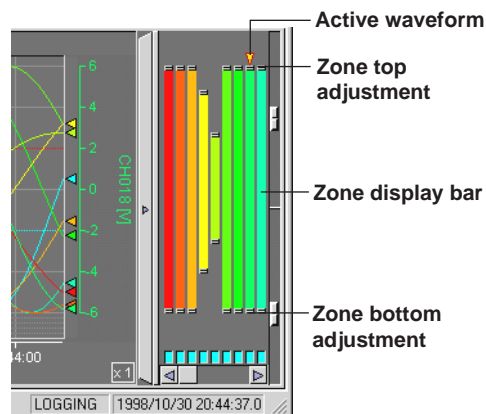 Active waveform
Zone top
adjustment
6
4
2
0
-2
-4
-6
CH018 [M]
Zone display bar
Zone bottom
adjustment
44:00
x 1
LOGGING
1998/10/30 20:44:37.0